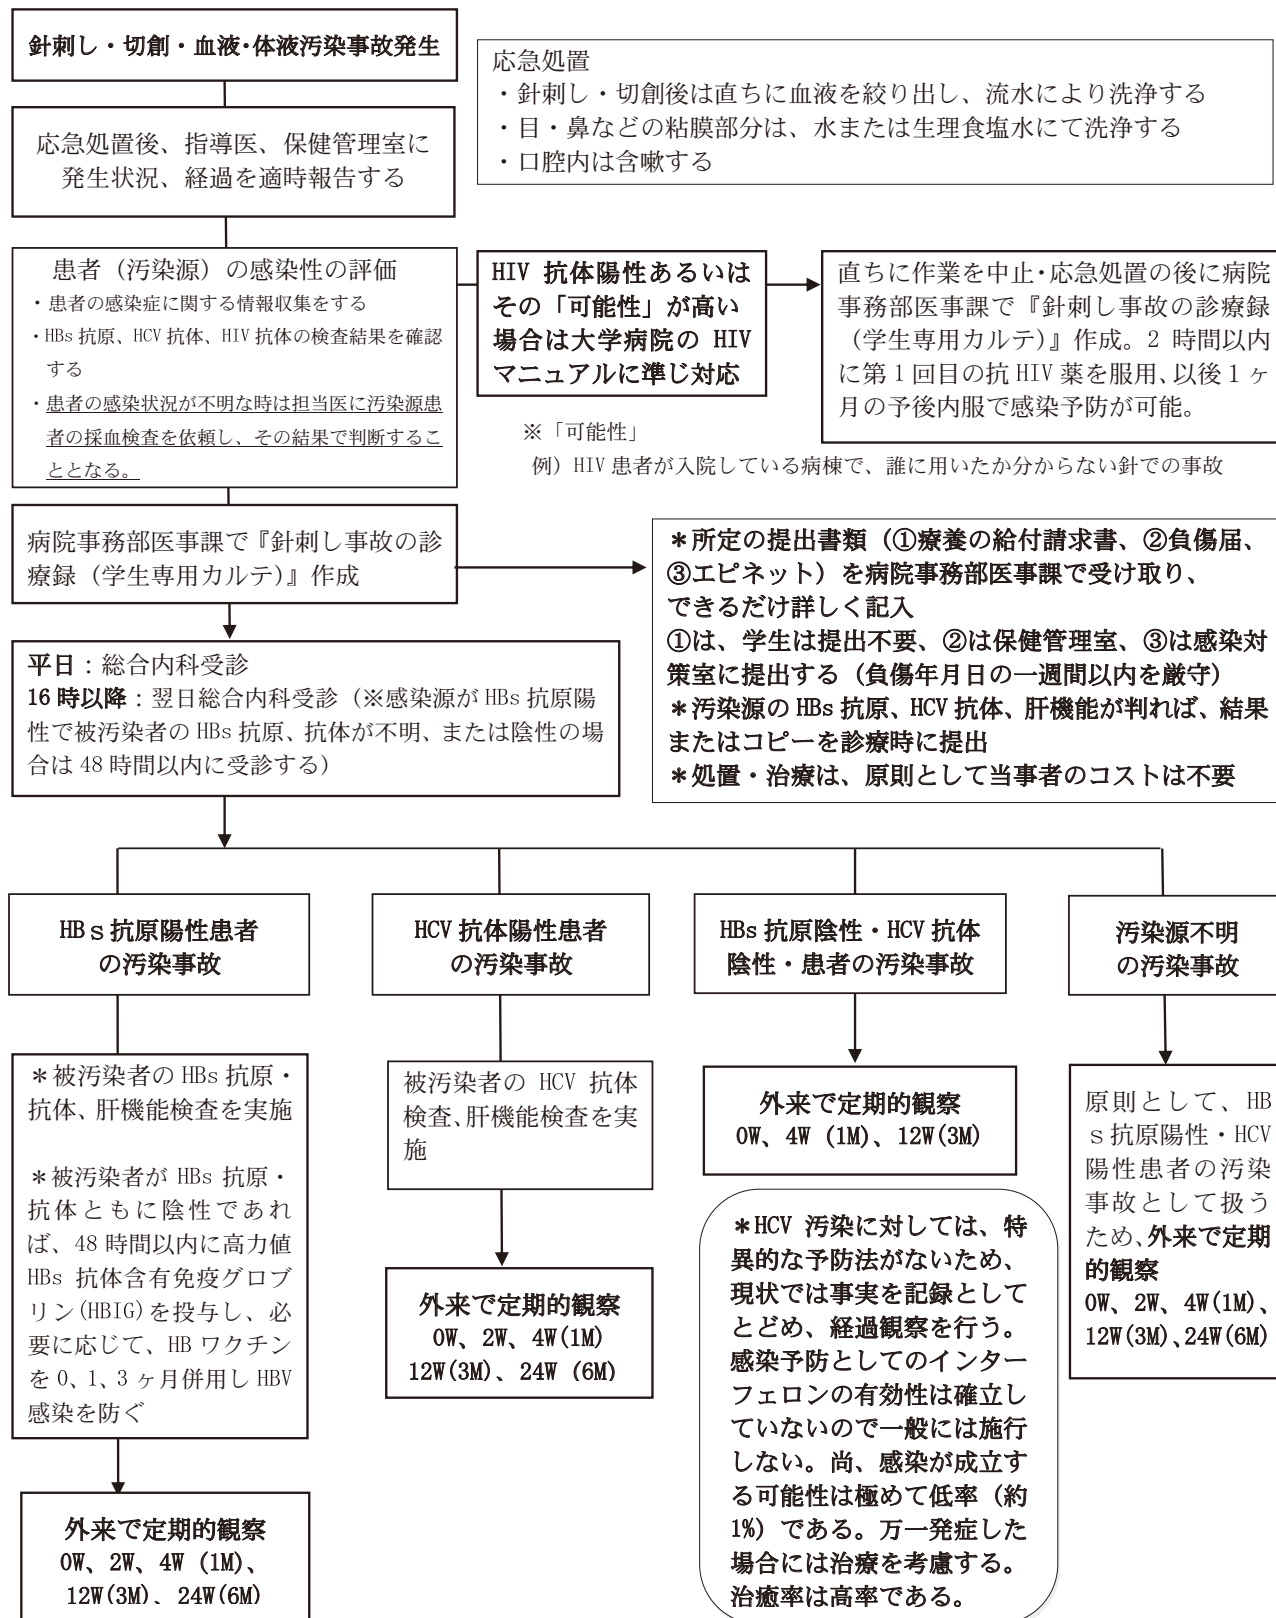 針刺し・切創・血液・体液汚染事故発生
応急処置
・針刺し・切創後は直ちに血液を絞り出し、流水により洗浄する
・目・鼻などの粘膜部分は、水または生理食塩水にて洗浄する
・口腔内は含嗽する
応急処置後、指導医、保健管理室に
発生状況、経過を適時報告する
患者（汚染源）の感染性の評価
・患者の感染症に関する情報収集をする
・HBs 抗原、HCV 抗体、HIV 抗体の検査結果を確認
する
・患者の感染状況が不明な時は担当医に汚染源患
者の採血検査を依頼し、その結果で判断するこ
ととなる。
HIV 抗体陽性あるいは
その「可能性」が高い
場合は大学病院の HIV
マニュアルに準じ対応
直ちに作業を中止・応急処置の後に病院
事務部医事課で『針刺し事故の診療録
（学生専用カルテ）』作成。2 時間以内
に第１回目の抗 HIV 薬を服用、以後１ヶ
月の予後内服で感染予防が可能。
※「可能性」
例）HIV 患者が入院している病棟で、誰に用いたか分からない針での事故
病院事務部医事課で『針刺し事故の診
療録（学生専用カルテ）』作成
＊所定の提出書類（①療養の給付請求書、②負傷届、
③エピネット）を病院事務部医事課で受け取り、
できるだけ詳しく記入
①は、学生は提出不要、②は保健管理室、③は感染対
策室に提出する（負傷年月日の一週間以内を厳守）
＊汚染源の HBs 抗原、HCV 抗体、肝機能が判れば、結果
またはコピーを診療時に提出
＊処置・治療は、原則として当事者のコストは不要
平日：総合内科受診
16 時以降：翌日総合内科受診（※感染源が HBs 抗原陽
性で被汚染者の HBs 抗原、抗体が不明、または陰性の場
合は 48 時間以内に受診する）
HBｓ抗原陽性患者
の汚染事故
HCV 抗体陽性患者
の汚染事故
HBs 抗原陰性・HCV 抗体
陰性・患者の汚染事故
汚染源不明
の汚染事故
＊被汚染者の HBs 抗原・
抗体、肝機能検査を実施
＊被汚染者が HBs 抗原・
抗体ともに陰性であれ
ば、48 時間以内に高力値
HBs 抗体含有免疫グロブ
リン(HBIG)を投与し、必
要に応じて、HB ワクチン
を 0、1、3 ヶ月併用し HBV
感染を防ぐ
外来で定期的観察
0W、2W、4W (1M)、
12W(3M)、24W(6M)
被汚染者の HCV 抗体
検査、肝機能検査を実
施
外来で定期的観察
0W、2W、4W(1M)
12W(3M)、24W (6M)
外来で定期的観察
0W、4W (1M)、12W(3M)
＊HCV 汚染に対しては、特
異的な予防法がないため、
現状では事実を記録として
とどめ、経過観察を行う。
感染予防としてのインター
フェロンの有効性は確立し
ていないので一般には施行
しない。尚、感染が成立す
る可能性は極めて低率（約
1%）である。万一発症した
場合には治療を考慮する。
治癒率は高率である。
原則として、HB
ｓ抗原陽性・HCV
陽性患者の汚染
事故として扱う
ため、外来で定期
的観察
0W、2W、4W(1M)、
12W(3M)、24W(6M)